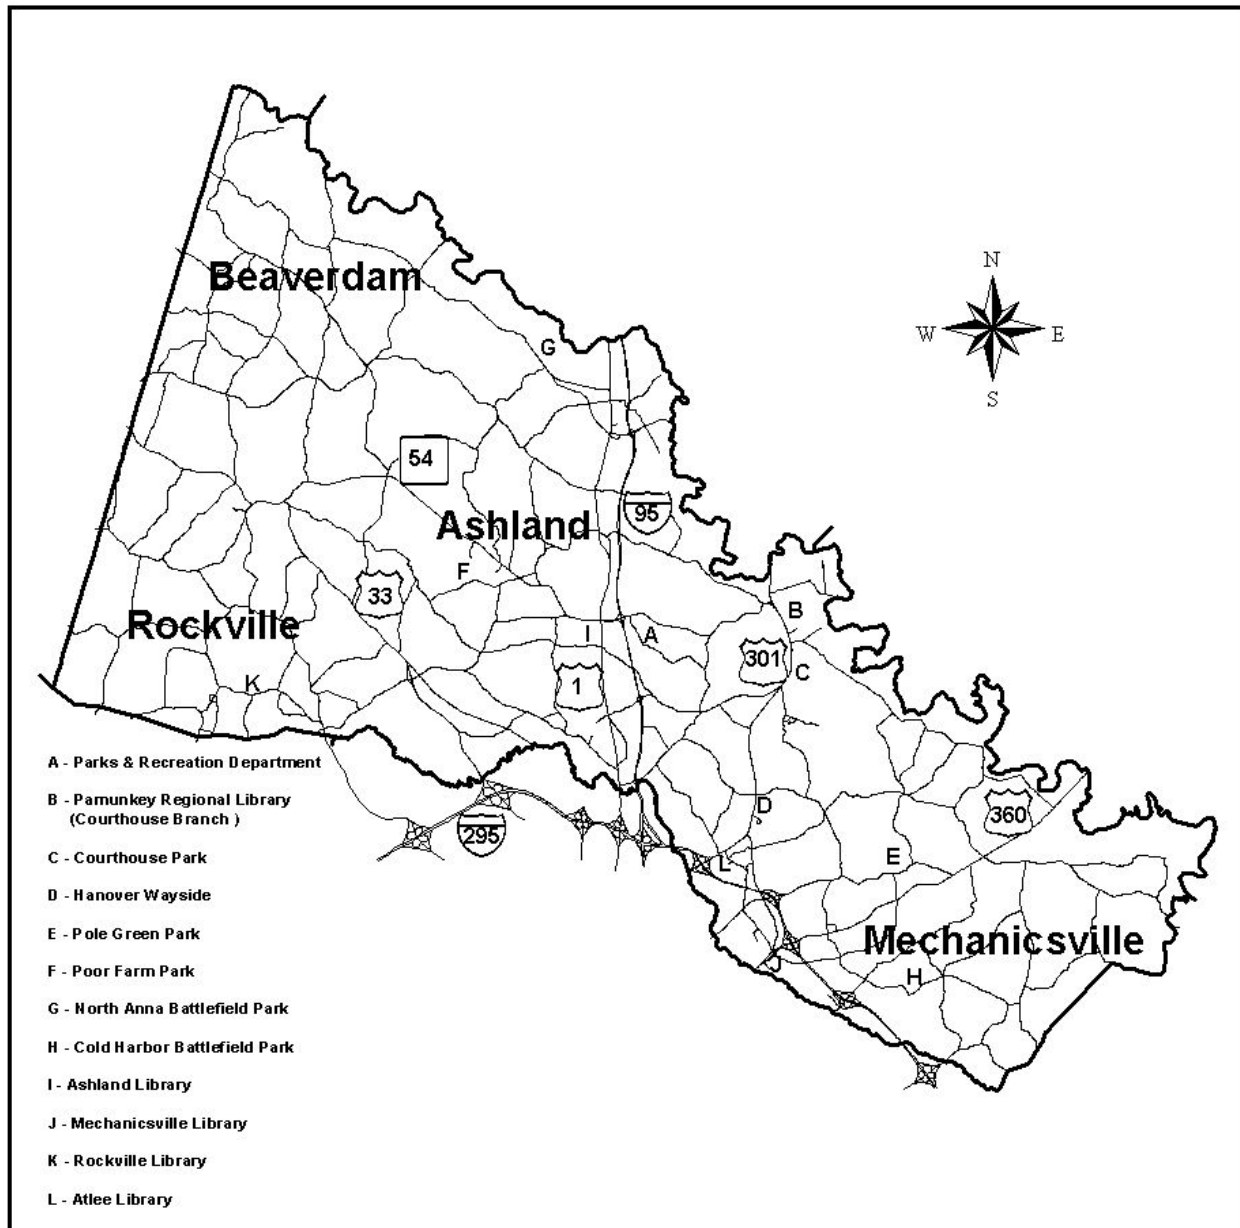 Beaverdam
N
W
E
S
G
54
95
Ashland
F
33
B
Rockville
I
A
301
C
K
1
A - Parks & Recreation Department
B - Pamunkey Regional Library
(Courthouse Branch )
D
360
295
C - Courthouse Park
E
L
D - Hanover Wayside
E - Pole Green Park
Mechanicsville
J
F - Poor Farm Park
H
G - North Anna Battlefield Park
H - Cold Harbor Battlefield Park
I - Ashland Library
J - Mechanicsville Library
K - Rockville Library
L - Atlee Library